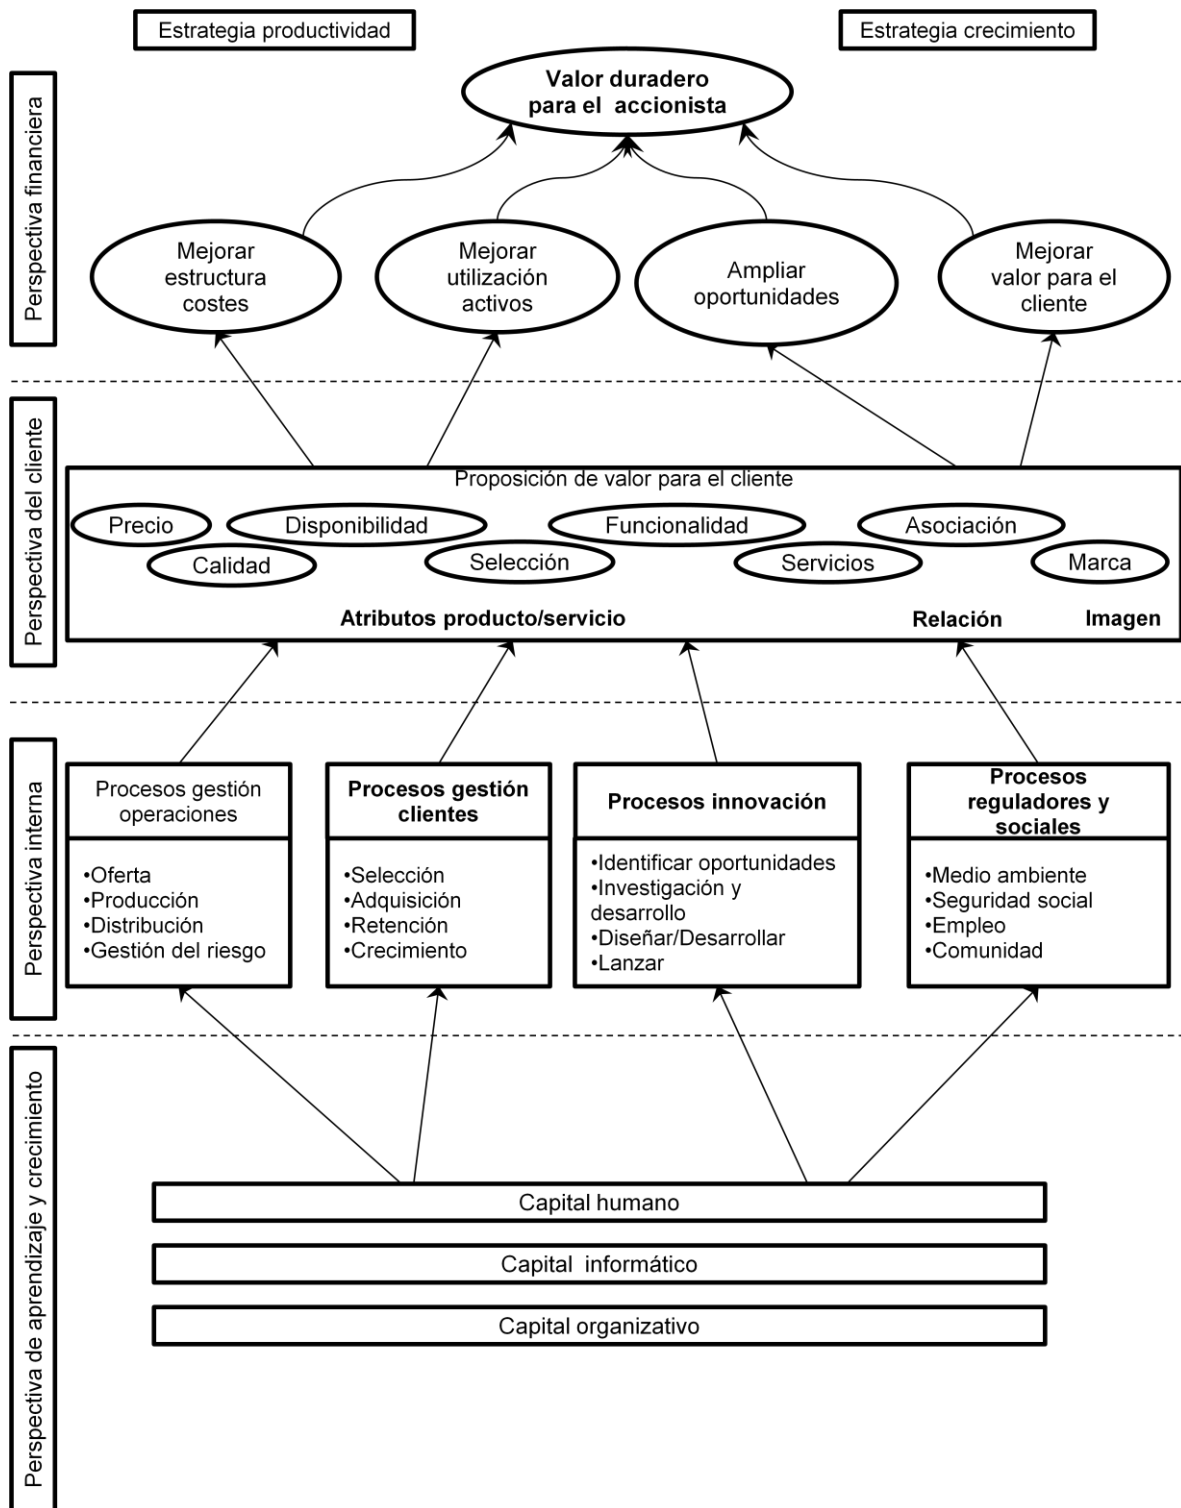 Estrategia productividad
Estrategia crecimiento
Perspectiva financiera
Valor duradero
para el accionista
Mejorar
estructura
costes
Mejorar
utilización
activos
Ampliar
oportunidades
Mejorar
valor para el
cliente
Perspectiva del cliente
Proposición de valor para el cliente
Precio
Disponibilidad
Funcionalidad
Asociación
Calidad
Selección
Servicios
Marca
Atributos producto/servicio
Relación
Imagen
Perspectiva interna
Procesos gestión
operaciones
•Oferta
•Producción
•Distribución
•Gestión del riesgo
Procesos gestión
clientes
•Selección
•Adquisición
•Retención
•Crecimiento
Procesos innovación
•Identificar oportunidades
•Investigación y
desarrollo
•Diseñar/Desarrollar
•Lanzar
Procesos
reguladores y
sociales
•Medio ambiente
•Seguridad social
•Empleo
•Comunidad
Perspectiva de aprendizaje y crecimiento
Capital humano
Capital informático
Capital organizativo